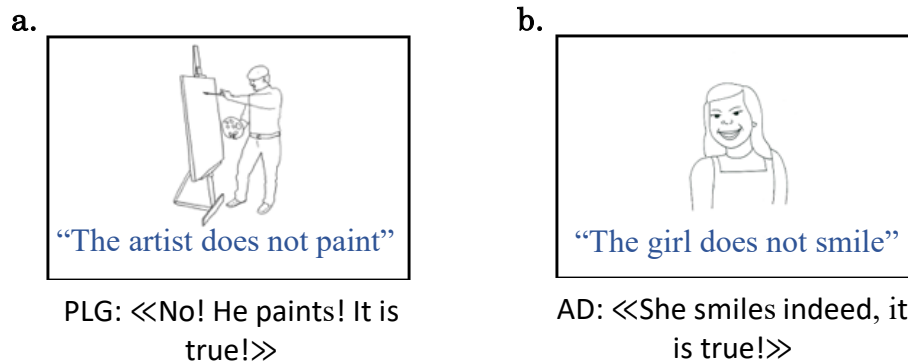 a.
“The artist does not paint”
PLG: ≪No! He paints! It is
true!≫
b.
“The girl does not smile”
AD: ≪She smiles indeed, it
is true!≫